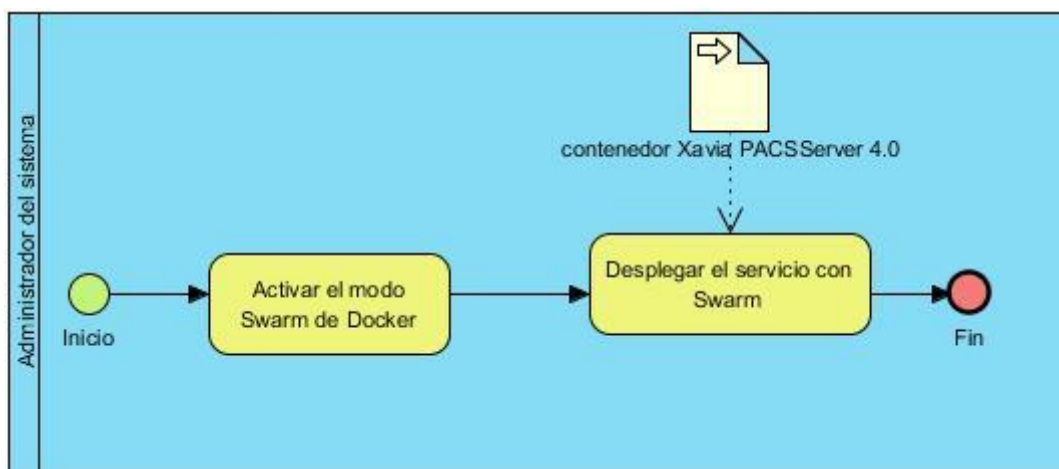 Administrador del sistema
contenedor Xavia PACSServer 4.0
Activar el modo
Swarm de Docker
Desplegar el servicio con
Swarm
Inicio
Fin